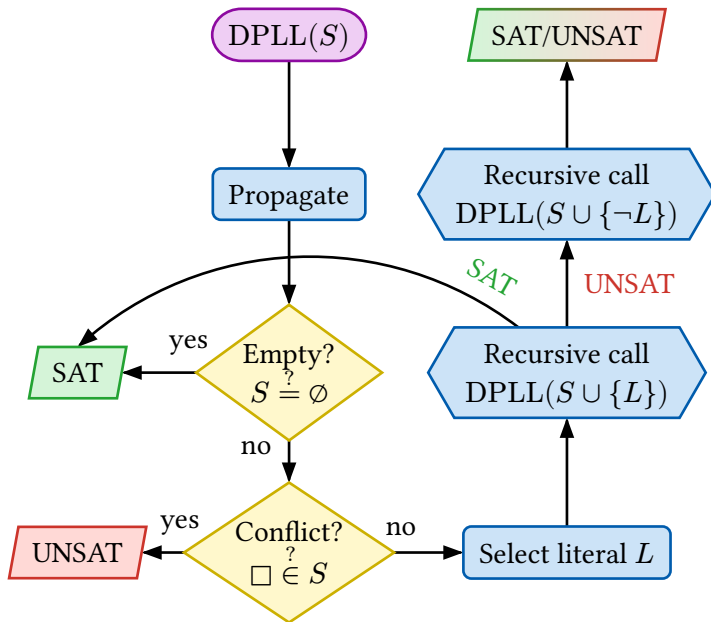 DPLL(S)
SAT/UNSAT
Propagate
Recursive call
DPLL(S ∪ {¬L})
SAT
UNSAT
yes
Empty?
S ≟ ∅
SAT
Recursive call
DPLL(S ∪ {L})
no
yes
Conflict?
?
□ ∈ S
no
UNSAT
Select literal L